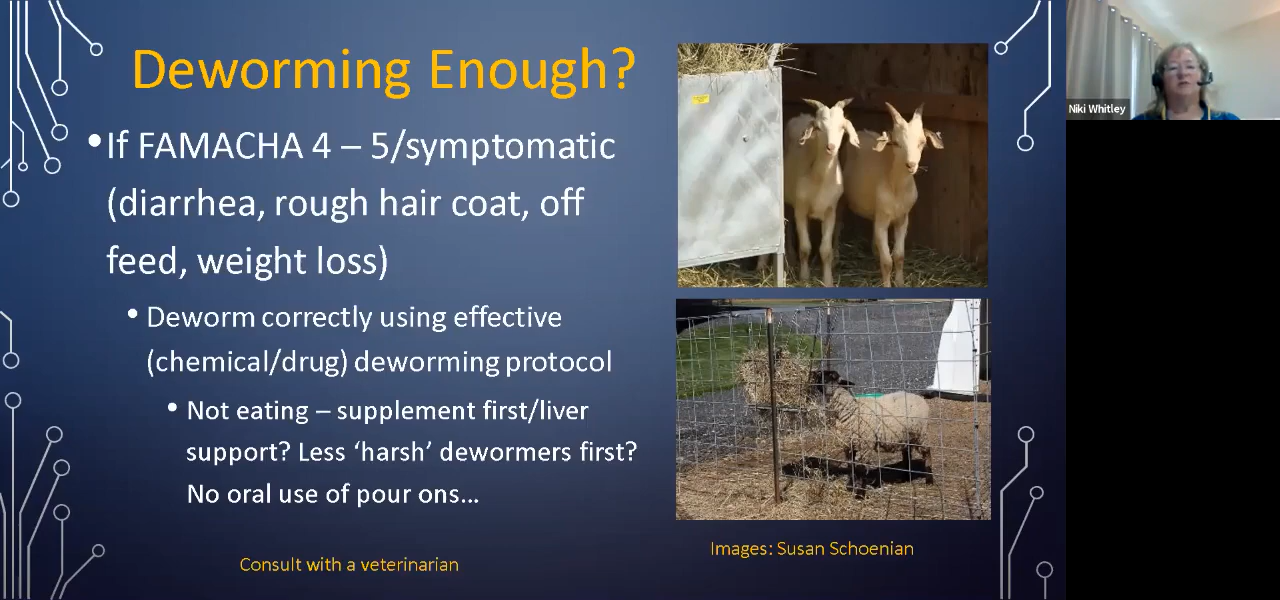 Deworming Enough?
•If FAMACHA 4 – 5/symptomatic
(diarrhea, rough hair coat, off
feed, weight loss)
• Deworm correctly using effective
(chemical/drug) deworming protocol
• Not eating – supplement first/liver
support? Less ‘harsh’ dewormers first?
No oral use of pour ons…
Consult with a veterinarian
Images: Susan Schoenian
Niki Whitley